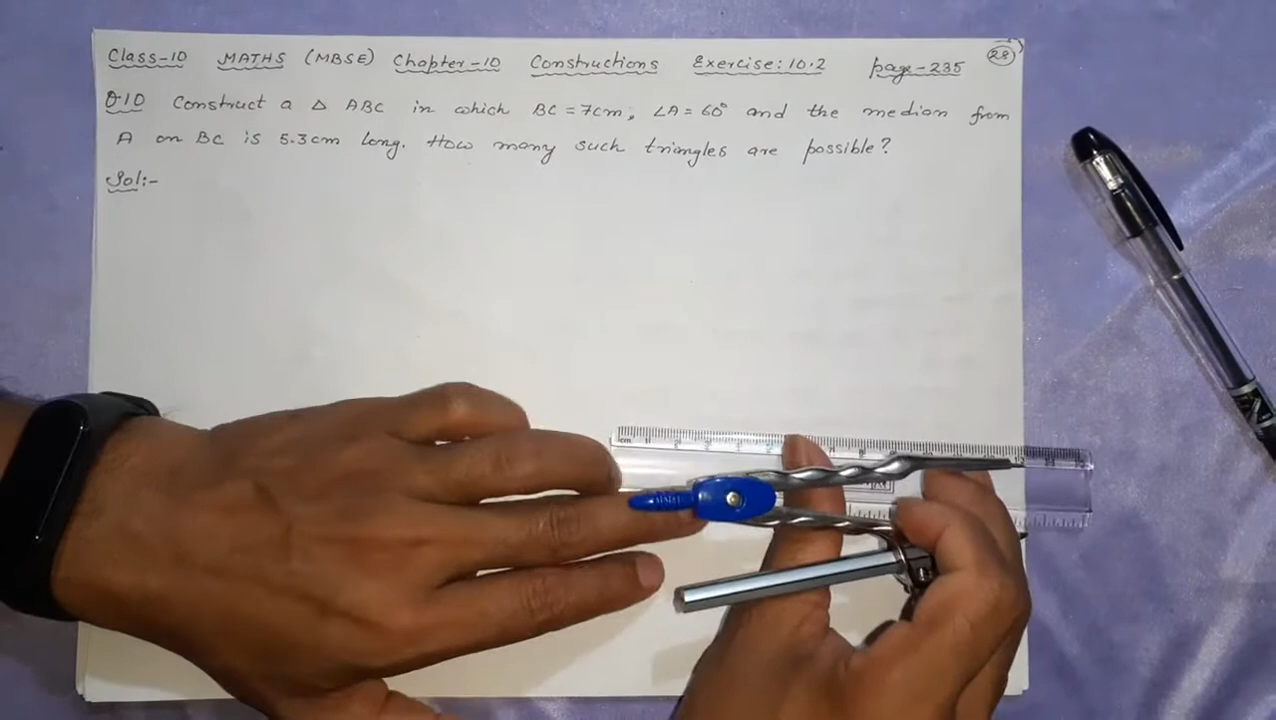 Class-10 MATHS (MBSE) Chapter-10 Constructions Exercise: 10.2 page-235 28
Q.10 Construct a △ ABC in which BC = 7cm, ∠A = 60° and the median from
A on BC is 5.3cm long. How many such triangles are possible?
Sol:-
cm